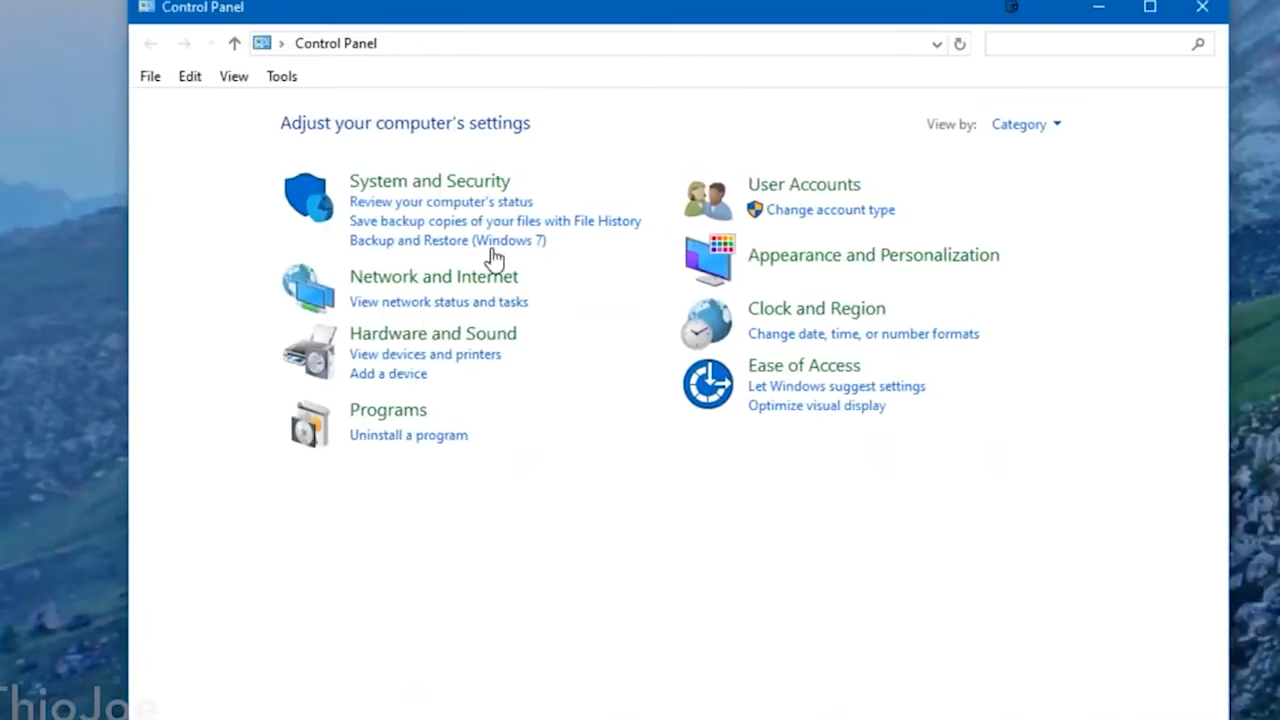 Control Panel
Control Panel
File Edit View Tools
Adjust your computer's settings
View by: Category
System and Security
Review your computer's status
Save backup copies of your files with File History
Backup and Restore (Windows 7)
Network and Internet
View network status and tasks
Hardware and Sound
View devices and printers
Add a device
Programs
Uninstall a program
User Accounts
Change account type
Appearance and Personalization
Clock and Region
Change date, time, or number formats
Ease of Access
Let Windows suggest settings
Optimize visual display
ThioJoe